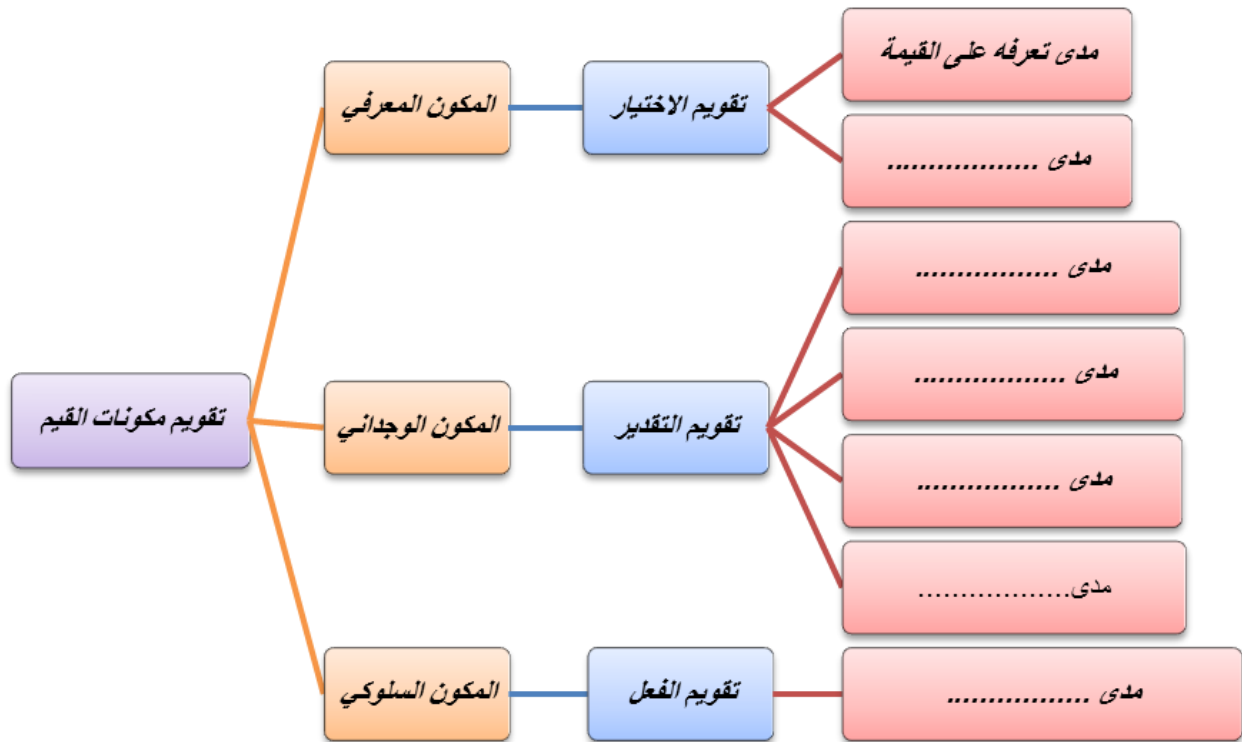 مدى تعرفه على القيمة
المكون المعرفي
تقويم الاختيار
مدى ..................
مدى .................
مدى ..................
تقويم مكونات القيم
المكون الوجداني
تقويم التقدير
مدى .................
مدى..................
المكون السلوكي
تقويم الفعل
مدى .................